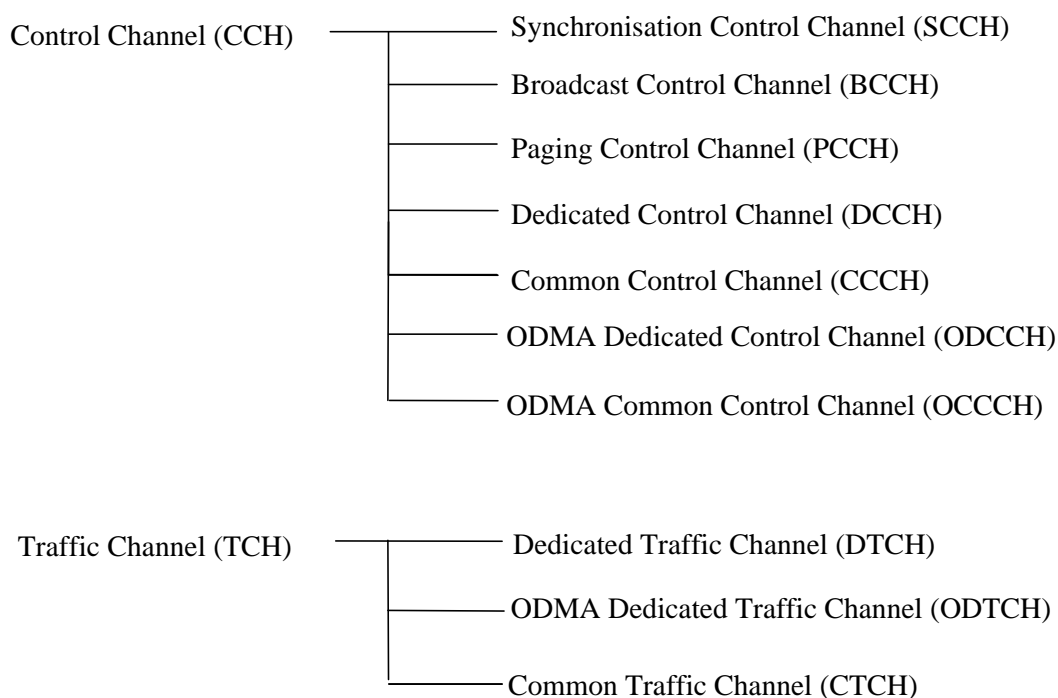 Control Channel (CCH)
Synchronisation Control Channel (SCCH)
Broadcast Control Channel (BCCH)
Paging Control Channel (PCCH)
Dedicated Control Channel (DCCH)
Common Control Channel (CCCH)
ODMA Dedicated Control Channel (ODCCH)
ODMA Common Control Channel (OCCCH)
Traffic Channel (TCH)
Dedicated Traffic Channel (DTCH)
ODMA Dedicated Traffic Channel (ODTCH)
Common Traffic Channel (CTCH)